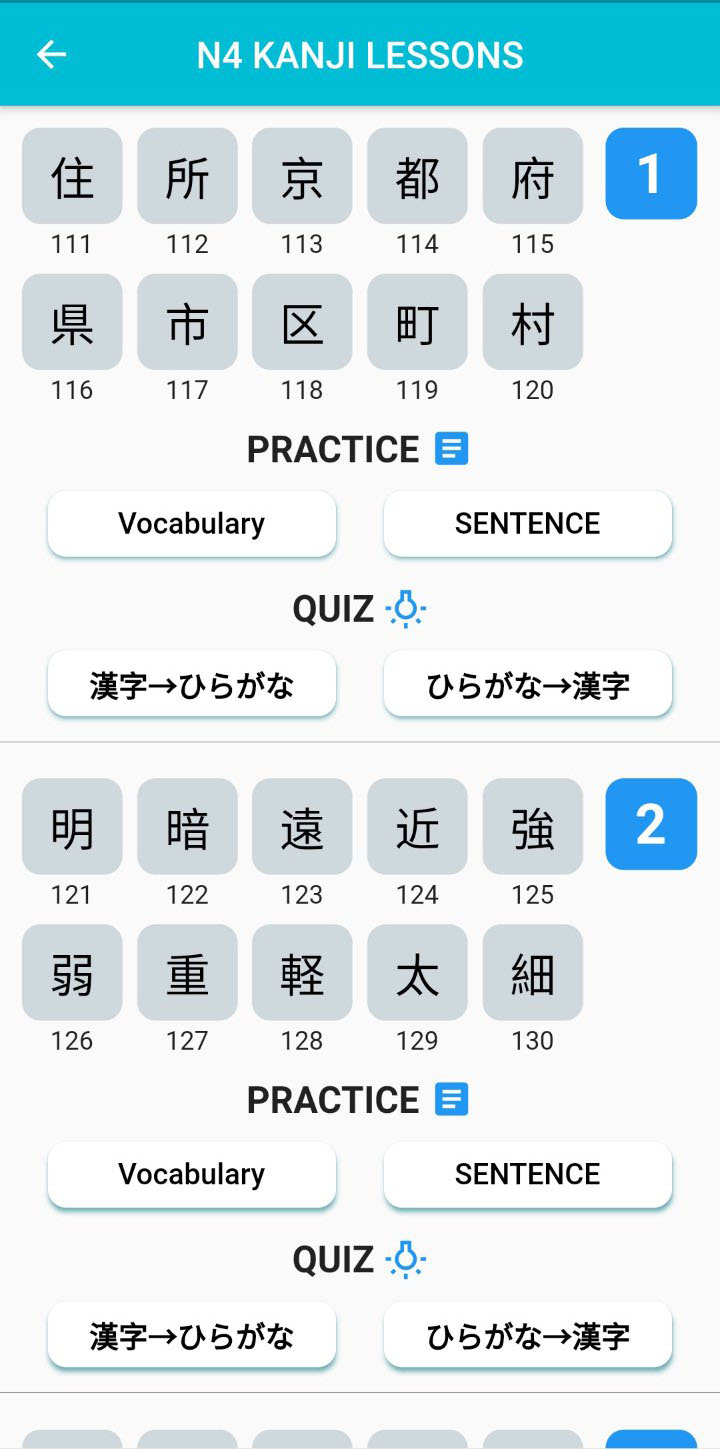 N4 KANJI LESSONS
住 所 京 都 府 1
111 112 113 114 115
県 市 区 町 村
116 117 118 119 120
PRACTICE
Vocabulary SENTENCE
QUIZ
漢字→ひらがな ひらがな→漢字
明 暗 遠 近 強 2
121 122 123 124 125
弱 重 軽 太 細
126 127 128 129 130
PRACTICE
Vocabulary SENTENCE
QUIZ
漢字→ひらがな ひらがな→漢字